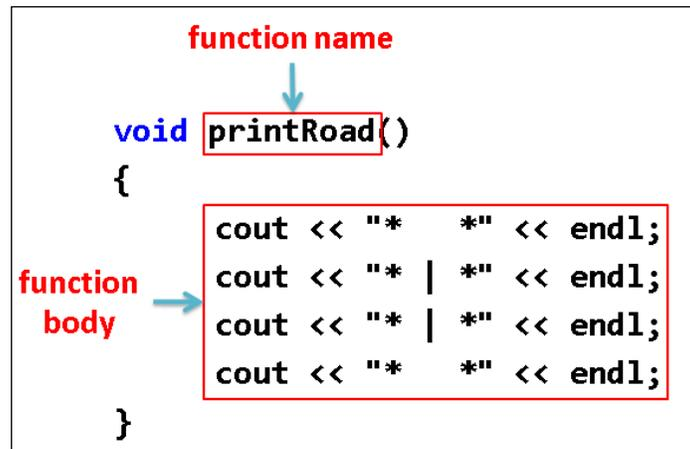 function name
void printRoad()
{
cout << "*   *" << endl;
cout << "* | *" << endl;
function
body
cout << "* | *" << endl;
cout << "*   *" << endl;
}